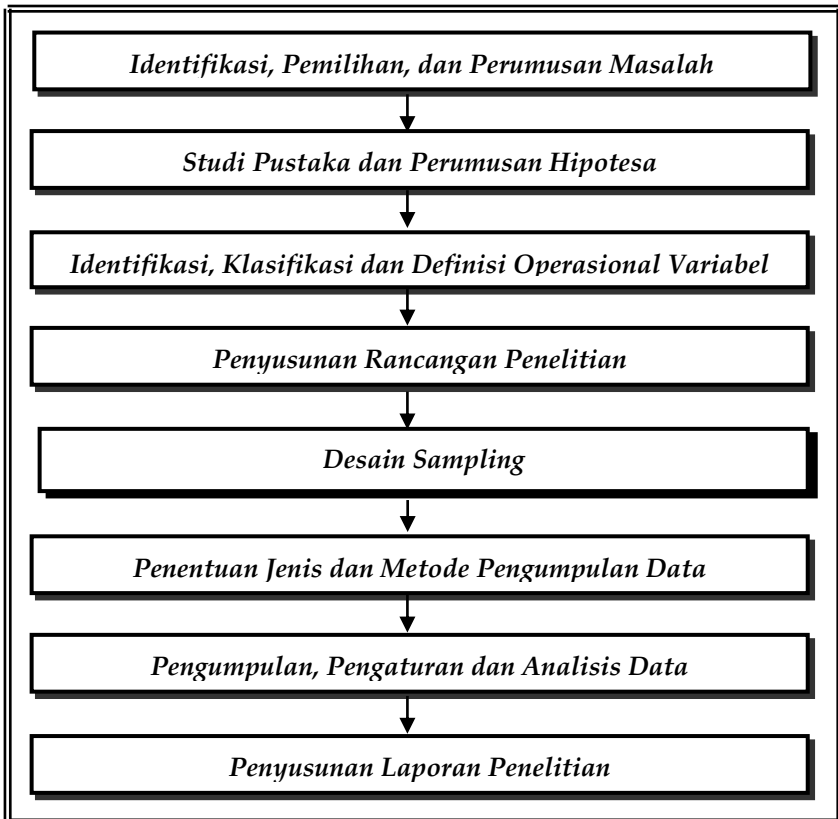 Identifikasi, Pemilihan, dan Perumusan Masalah
Studi Pustaka dan Perumusan Hipotesa
Identifikasi, Klasifikasi dan Definisi Operasional Variabel
Penyusunan Rancangan Penelitian
Desain Sampling
Penentuan Jenis dan Metode Pengumpulan Data
Pengumpulan, Pengaturan dan Analisis Data
Penyusunan Laporan Penelitian